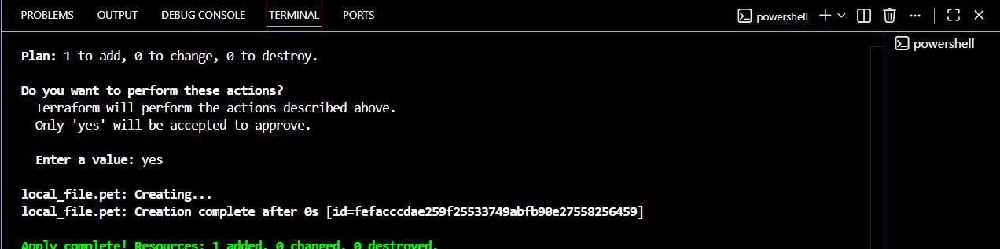 PROBLEMS OUTPUT DEBUG CONSOLE TERMINAL PORTS powershell
powershell
Plan: 1 to add, 0 to change, 0 to destroy.
Do you want to perform these actions?
Terraform will perform the actions described above.
Only 'yes' will be accepted to approve.
Enter a value: yes
local_file.pet: Creating...
local_file.pet: Creation complete after 0s [id=fefacccdae259f25533749abfb90e27558256459]
Apply complete! Resources: 1 added, 0 changed, 0 destroyed.